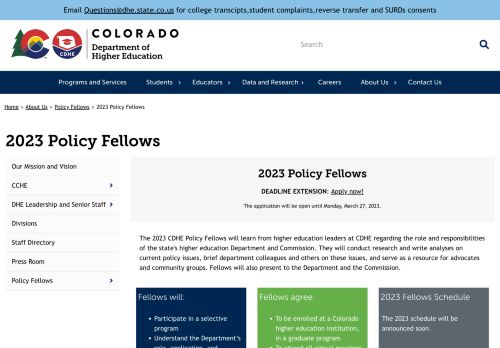 Email Questions@dhe.state.co.us for college transcipts,student complaints,reverse transfer and SURDs consents
COLORADO
Department of
Higher Education
CDHE
Search
Programs and Services Students Educators Data and Research Careers About Us Contact Us
Home > About Us > Policy Fellows > 2023 Policy Fellows
2023 Policy Fellows
Our Mission and Vision
CCHE
DHE Leadership and Senior Staff
Divisions
Staff Directory
Press Room
Policy Fellows
2023 Policy Fellows
DEADLINE EXTENSION: Apply now!
The application will be open until Monday, March 27, 2023.
The 2023 CDHE Policy Fellows will learn from higher education leaders at CDHE regarding the role and responsibilities
of the state's higher education Department and Commission. They will conduct research and write analyses on
current policy issues, brief department colleagues and others on these issues, and serve as a resource for advocates
and community groups. Fellows will also present to the Department and the Commission.
Fellows will:
• Participate in a selective
program
• Understand the Department's
Fellows agree:
• To be enrolled at a Colorado
higher education institution,
in a graduate program
2023 Fellows Schedule
The 2023 schedule will be
announced soon.